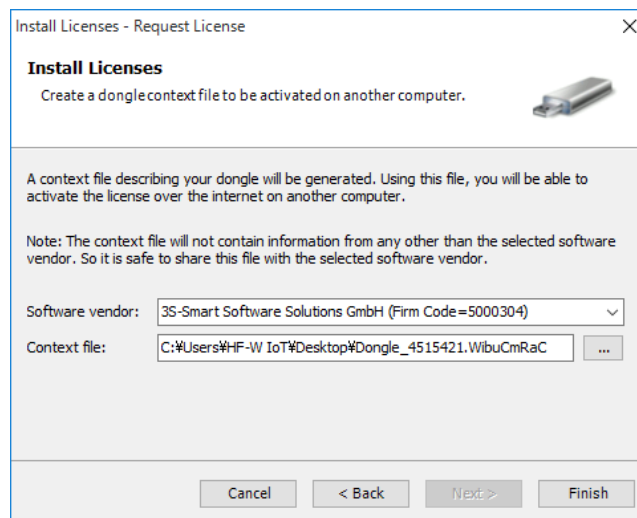 Install Licenses - Request License
Install Licenses
Create a dongle context file to be activated on another computer.
A context file describing your dongle will be generated. Using this file, you will be able to
activate the license over the internet on another computer.
Note: The context file will not contain information from any other than the selected software
vendor. So it is safe to share this file with the selected software vendor.
Software vendor: 3S-Smart Software Solutions GmbH (Firm Code=5000304)
Context file: C:¥Users¥HF-W IoT¥Desktop¥Dongle_4515421.WibuCmRaC ...
Cancel < Back Next > Finish